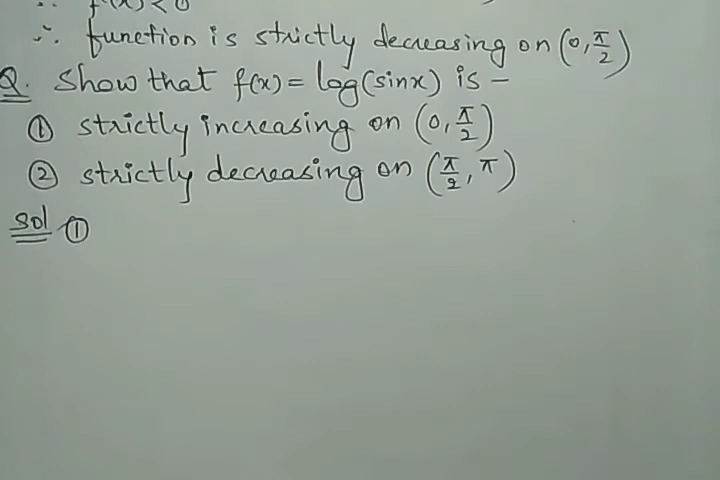 ∴ f'(x) < 0
∴ function is strictly decreasing on (0, π/2)
Q. Show that f(x) = log(sinx) is –
① strictly increasing on (0, π/2)
② strictly decreasing on (π/2, π)
Sol ①